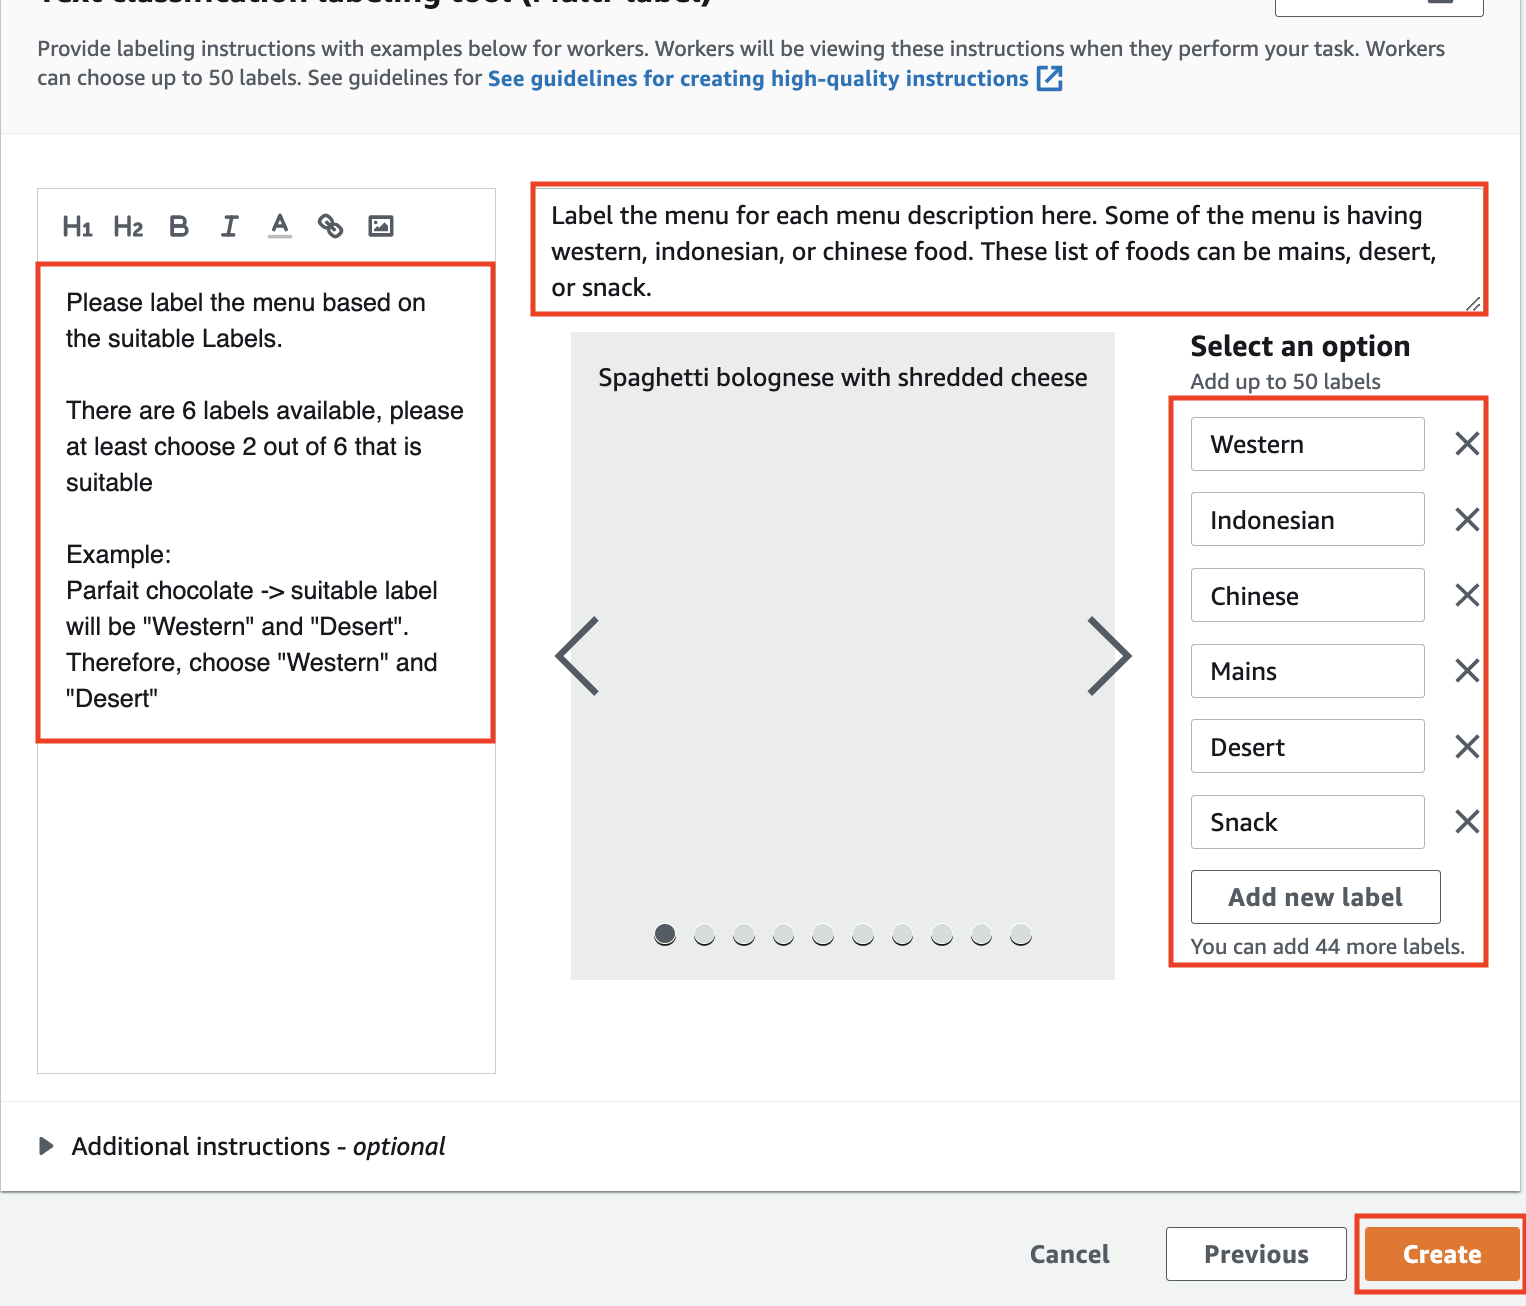 Text classification labeling tool (Multi-label)
Provide labeling instructions with examples below for workers. Workers will be viewing these instructions when they perform your task. Workers
can choose up to 50 labels. See guidelines for See guidelines for creating high-quality instructions
H1 H2 B I A
Label the menu for each menu description here. Some of the menu is having
western, indonesian, or chinese food. These list of foods can be mains, desert,
or snack.
Please label the menu based on
the suitable Labels.
There are 6 labels available, please
at least choose 2 out of 6 that is
suitable
Example:
Parfait chocolate -> suitable label
will be "Western" and "Desert".
Therefore, choose "Western" and
"Desert"
Spaghetti bolognese with shredded cheese
Select an option
Add up to 50 labels
Western
Indonesian
Chinese
Mains
Desert
Snack
Add new label
You can add 44 more labels.
Additional instructions - optional
Cancel
Previous
Create